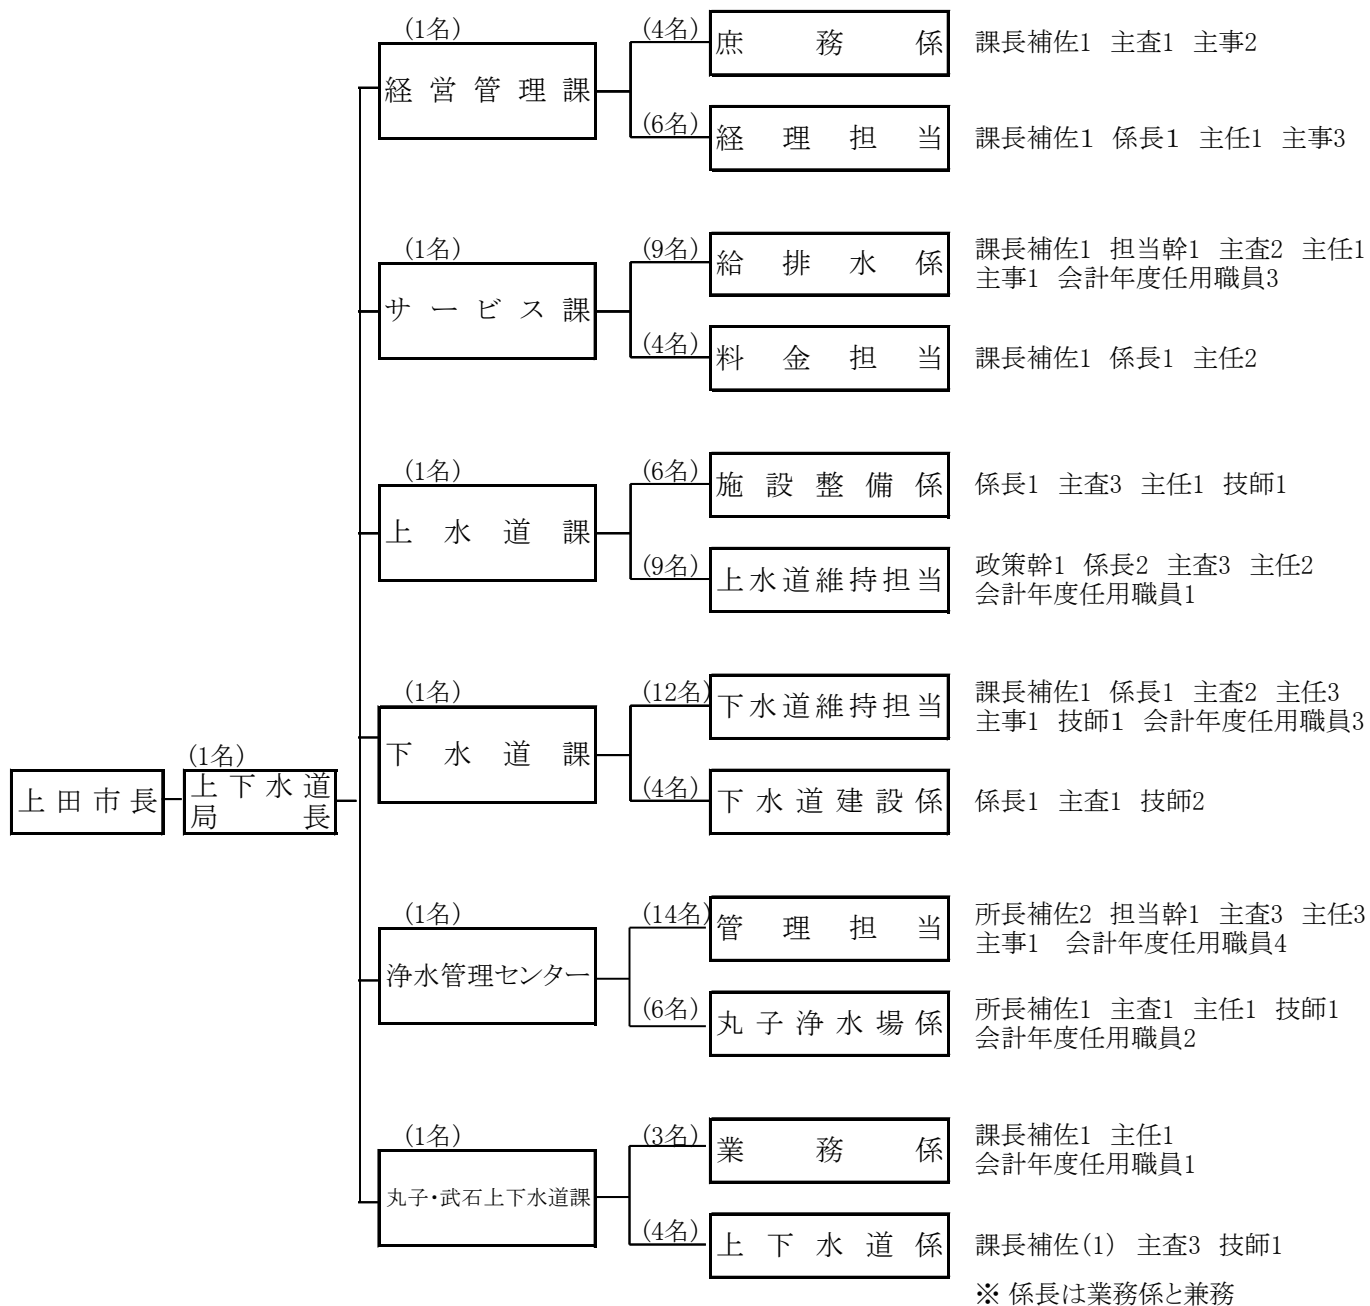 上田市長
(1名)
上下水道
局長
(1名)
経営管理課
(4名)
庶務係
課長補佐1 主査1 主事2
(6名)
経理担当
課長補佐1 係長1 主任1 主事3
(1名)
サービス課
(9名)
給排水係
課長補佐1 担当幹1 主査2 主任1
主事1 会計年度任用職員3
(4名)
料金担当
課長補佐1 係長1 主任2
(1名)
上水道課
(6名)
施設整備係
係長1 主査3 主任1 技師1
(9名)
上水道維持担当
政策幹1 係長2 主査3 主任2
会計年度任用職員1
(1名)
下水道課
(12名)
下水道維持担当
課長補佐1 係長1 主査2 主任3
主事1 技師1 会計年度任用職員3
(4名)
下水道建設係
係長1 主査1 技師2
(1名)
浄水管理センター
(14名)
管理担当
所長補佐2 担当幹1 主査3 主任3
主事1 会計年度任用職員4
(6名)
丸子浄水場係
所長補佐1 主査1 主任1 技師1
会計年度任用職員2
(1名)
丸子・武石上下水道課
(3名)
業務係
課長補佐1 主任1
会計年度任用職員1
(4名)
上下水道係
課長補佐(1) 主査3 技師1
※ 係長は業務係と兼務